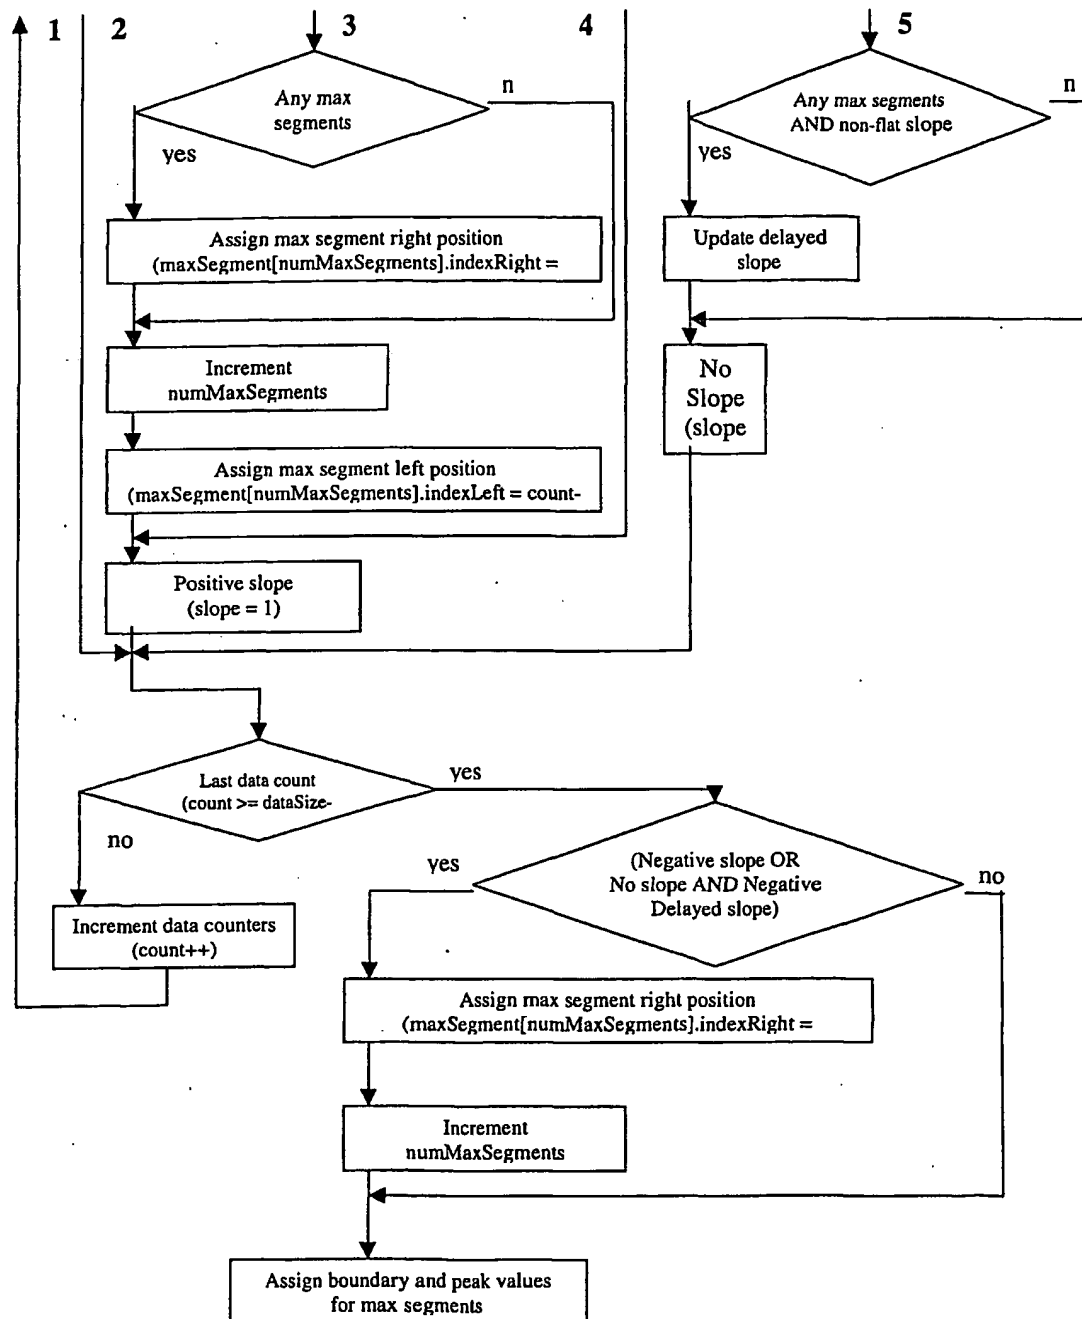 1
2
3
4
5
Any max
segments
n
yes
Any max segments
AND non-flat slope
n
yes
Assign max segment right position
(maxSegment[numMaxSegments].indexRight =
Update delayed
slope
Increment
numMaxSegments
No
Slope
(slope
Assign max segment left position
(maxSegment[numMaxSegments].indexLeft = count-
Positive slope
(slope = 1)
Last data count
(count >= dataSize-
yes
no
(Negative slope OR
No slope AND Negative
Delayed slope)
yes
no
Increment data counters
(count++)
Assign max segment right position
(maxSegment[numMaxSegments].indexRight =
Increment
numMaxSegments
Assign boundary and peak values
for max segments